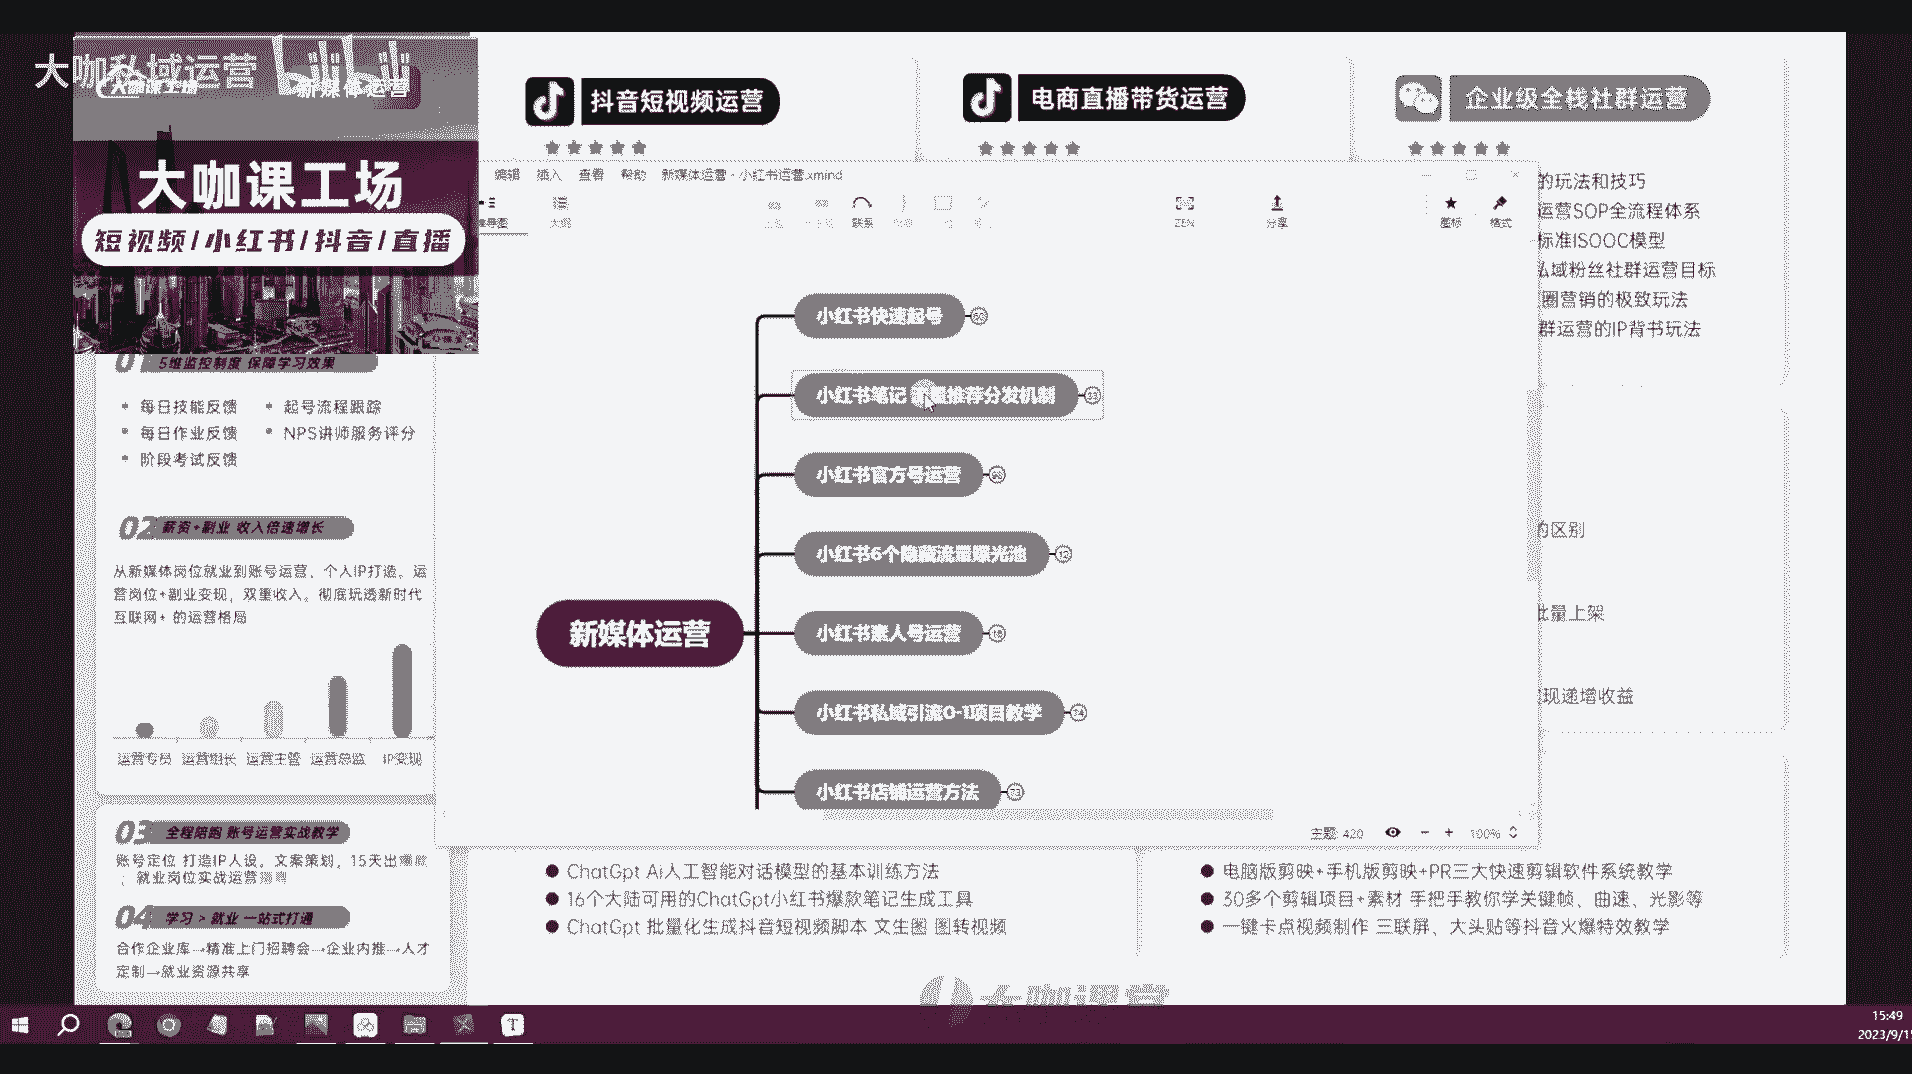 大咖私域运营
大咖课工场
新媒体运营
大咖课工场
短视频/小红书/抖音/直播
抖音短视频运营
电商直播带货运营
企业级全栈社群运营
编辑 插入 查看 帮助 新媒体运营 - 小红书运营.xmind
大纲
联系
ZEN
分享
图标
格式
的玩法和技巧
运营SOP全流程体系
标准ISOOC模型
私域粉丝社群运营目标
圈营销的极致玩法
群运营的IP背书玩法
的区别
批量上架
现递增收益
新媒体运营
小红书快速起号
小红书笔记 流量推荐分发机制
小红书官方号运营
小红书6个隐藏流量曝光池
12
小红书素人号运营
小红书私域引流0-1项目教学
74
小红书店铺运营方法
主题: 420
100%
01 5维监控制度 保障学习效果
每日技能反馈
起号流程跟踪
每日作业反馈
NPS讲师服务评分
阶段考试反馈
02 薪资+副业 收入倍速增长
从新媒体岗位就业到账号运营、个人IP打造。运
营岗位+副业变现，双重收入。彻底玩透新时代
互联网+ 的运营格局
运营专员 运营组长 运营主管 运营总监 IP变现
03 全程陪跑 账号运营实战教学
账号定位 打造IP人设。文案策划，15天出爆款
；就业岗位实战运营
04 学习 > 就业 一站式打通
合作企业库→精准上门招聘会→企业内推→人才
定制→就业资源共享
ChatGpt Ai人工智能对话模型的基本训练方法
16个大陆可用的ChatGpt小红书爆款笔记生成工具
ChatGpt 批量化生成抖音短视频脚本 文生图 图转视频
电脑版剪映+手机版剪映+PR三大快速剪辑软件系统教学
30多个剪辑项目+素材 手把手教你学关键帧、曲速、光影等
一键卡点视频制作 三联屏、大头贴等抖音火爆特效教学
大咖课堂
15:49
2023/9/1